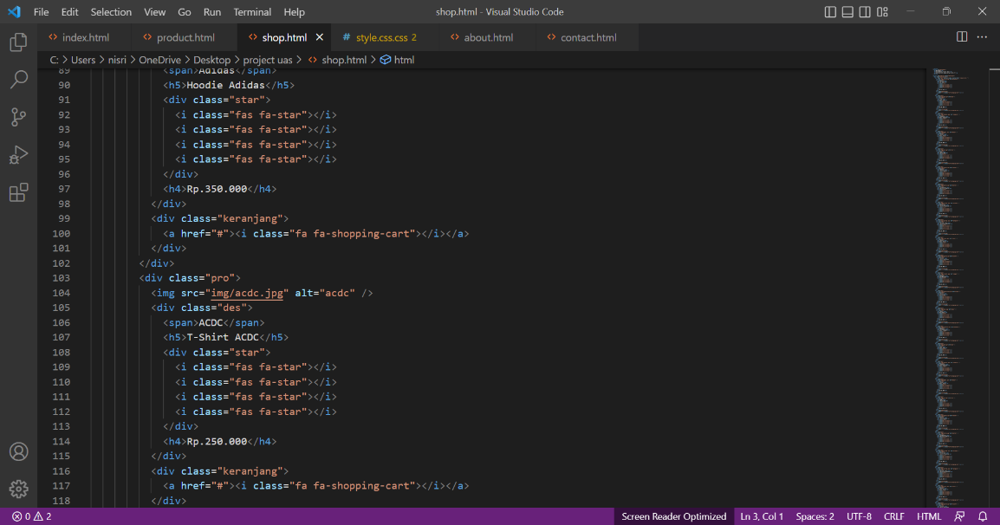 File Edit Selection View Go Run Terminal Help shop.html - Visual Studio Code
index.html product.html shop.html style.css.css 2 about.html contact.html
C: > Users > nisri > OneDrive > Desktop > project uas > shop.html > html
89 <span>Adidas</span>
90 <h5>Hoodie Adidas</h5>
91 <div class="star">
92 <i class="fas fa-star"></i>
93 <i class="fas fa-star"></i>
94 <i class="fas fa-star"></i>
95 <i class="fas fa-star"></i>
96 </div>
97 <h4>Rp.350.000</h4>
98 </div>
99 <div class="keranjang">
100 <a href="#"><i class="fa fa-shopping-cart"></i></a>
101 </div>
102 </div>
103 <div class="pro">
104 <img src="img/acdc.jpg" alt="acdc" />
105 <div class="des">
106 <span>ACDC</span>
107 <h5>T-Shirt ACDC</h5>
108 <div class="star">
109 <i class="fas fa-star"></i>
110 <i class="fas fa-star"></i>
111 <i class="fas fa-star"></i>
112 <i class="fas fa-star"></i>
113 </div>
114 <h4>Rp.250.000</h4>
115 </div>
116 <div class="keranjang">
117 <a href="#"><i class="fa fa-shopping-cart"></i></a>
118 </div>
0 2 Screen Reader Optimized Ln 3, Col 1 Spaces: 2 UTF-8 CRLF HTML